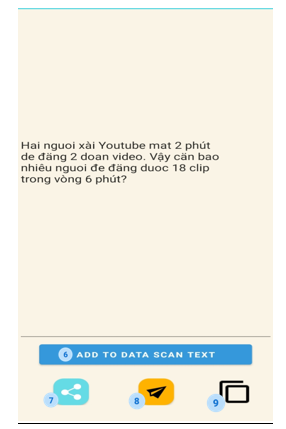 Hai nguoi xài Youtube mat 2 phút
de đăng 2 doan video. Vậy căn bao
nhiêu nguoi đe đăng duoc 18 clip
trong vòng 6 phút?
6 ADD TO DATA SCAN TEXT
7
8
9